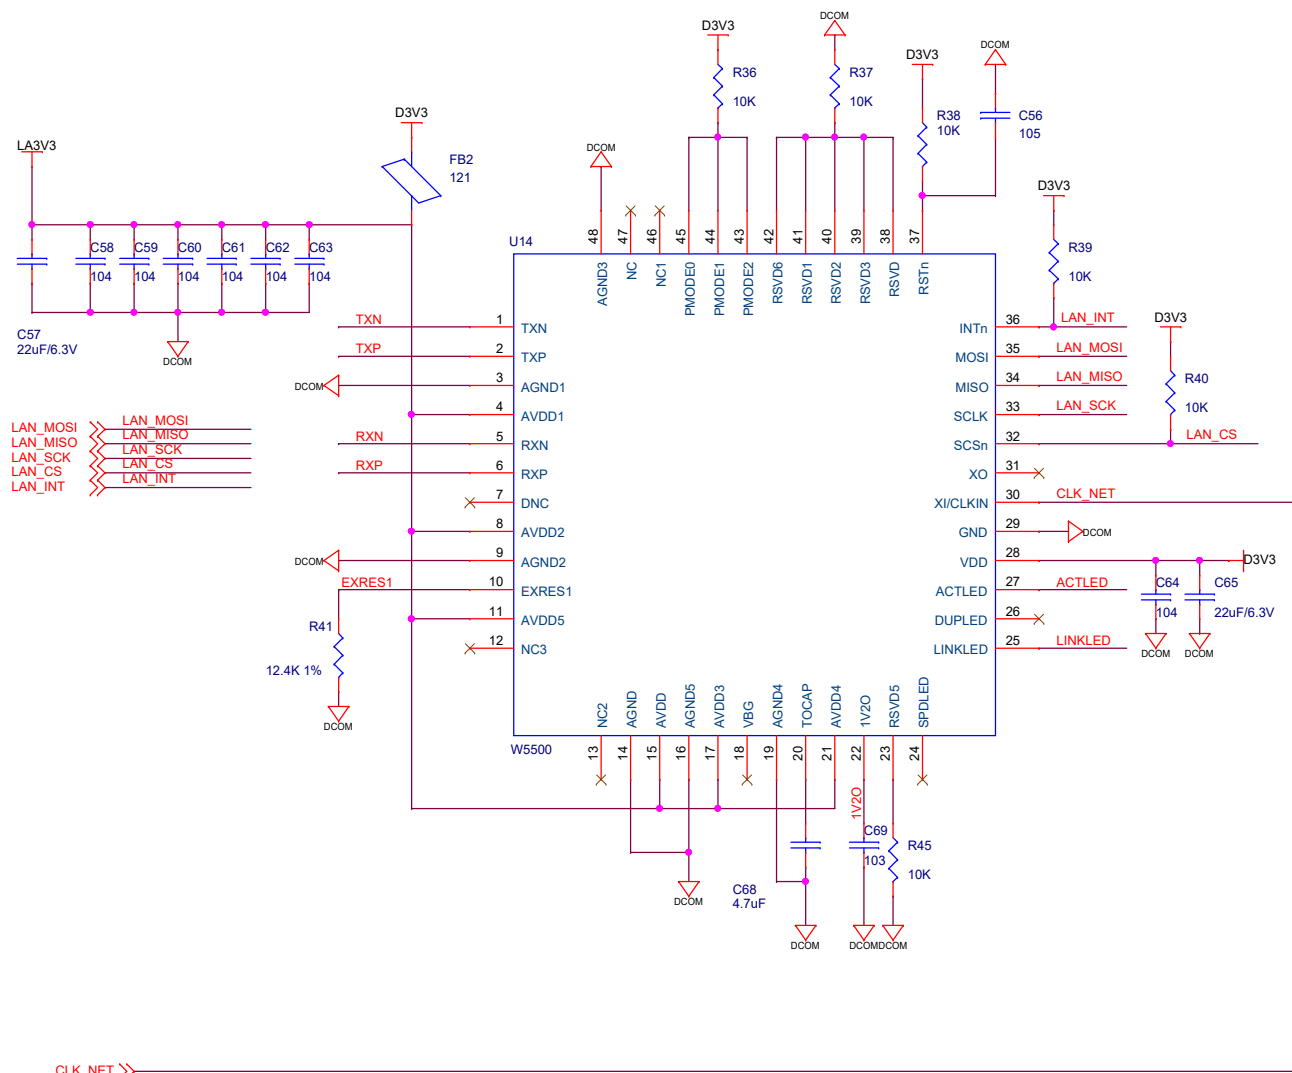 D3V3
DCOM
R36
10K
R37
10K
D3V3
DCOM
R38
10K
C56
105
D3V3
FB2
121
LA3V3
DCOM
D3V3
R39
10K
C58
104
C59
104
C60
104
C61
104
C62
104
C63
104
C57
22uF/6.3V
DCOM
U14
48
47
46
45
44
43
42
41
40
39
38
37
AGND3
NC
NC1
PMODE0
PMODE1
PMODE2
RSVD6
RSVD1
RSVD2
RSVD3
RSVD
RSTn
TXN
1
TXN
TXP
2
TXP
DCOM
3
AGND1
4
AVDD1
RXN
5
RXN
RXP
6
RXP
7
DNC
8
AVDD2
DCOM
9
AGND2
EXRES1
10
EXRES1
11
AVDD5
12
NC3
INTn
36
LAN_INT
MOSI
35
LAN_MOSI
MISO
34
LAN_MISO
SCLK
33
LAN_SCK
SCSn
32
LAN_CS
XO
31
XI/CLKIN
30
CLK_NET
GND
29
DCOM
VDD
28
D3V3
ACTLED
27
ACTLED
DUPLED
26
LINKLED
25
LINKLED
D3V3
R40
10K
C64
104
C65
22uF/6.3V
DCOM
DCOM
LAN_MOSI
LAN_MOSI
LAN_MISO
LAN_MISO
LAN_SCK
LAN_SCK
LAN_CS
LAN_CS
LAN_INT
LAN_INT
R41
12.4K 1%
DCOM
NC2
AGND
AVDD
AGND5
AVDD3
VBG
AGND4
TOCAP
AVDD4
1V2O
RSVD5
SPDLED
W5500
13
14
15
16
17
18
19
20
21
22
23
24
1V2O
C69
103
R45
10K
C68
4.7uF
DCOM
DCOM
DCOM
DCOM
CLK_NET